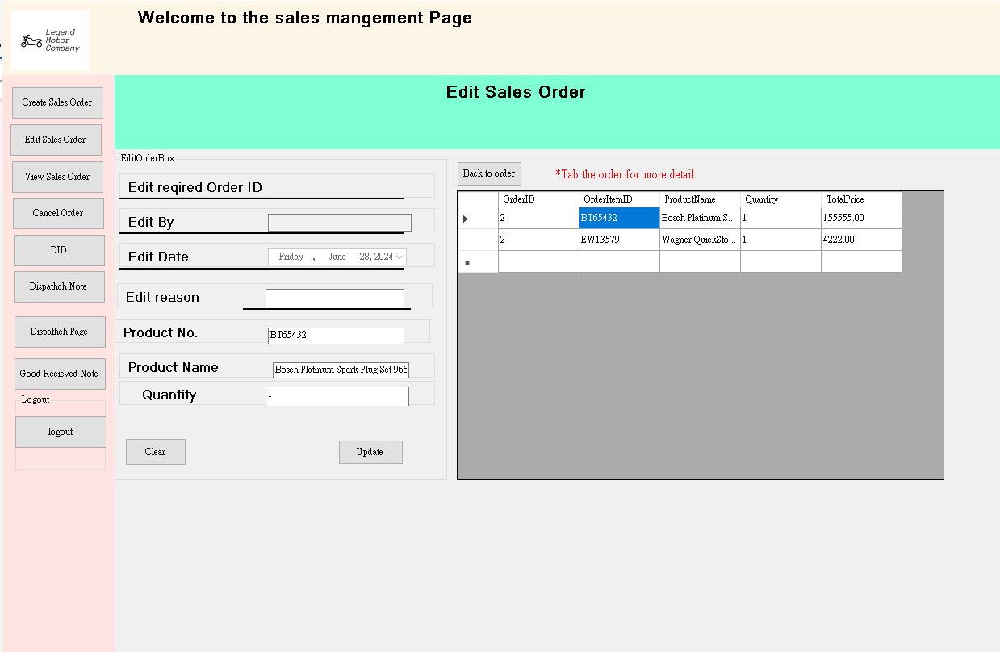 Welcome to the sales mangement Page
Legend
Motor
Company
Edit Sales Order
Create Sales Order
Edit Sales Order
View Sales Order
Cancel Order
DID
Dispathch Note
Dispathch Page
Good Recieved Note
Logout
logout
EditOrderBox
Edit reqired Order ID
Edit By
Edit Date Friday , June 28, 2024
Edit reason
Product No. BT65432
Product Name Bosch Platinum Spark Plug Set 966
Quantity 1
Clear Update
Back to order *Tab the order for more detail
OrderID OrderItemID ProductName Quantity TotalPrice
2 BT65432 Bosch Platinum S... 1 155555.00
2 EW13579 Wagner QuickSto... 1 4222.00